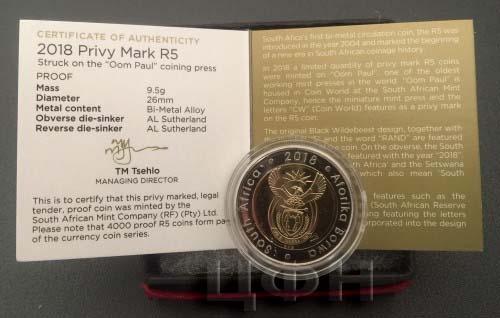 CERTIFICATE OF AUTHENTICITY
2018 Privy Mark R5
Struck on the "Oom Paul" coining press
PROOF
Mass 9.5g
Diameter 26mm
Metal content Bi-Metal Alloy
Obverse die-sinker AL Sutherland
Reverse die-sinker AL Sutherland
TM Tsehlo
MANAGING DIRECTOR
This is to certify that this privy marked, legal
tender, proof coin was minted by the
South African Mint Company (RF) (Pty) Ltd.
Please note that 4000 proof R5 coins form part
of the currency coin series.
South Africa's first bi-metal circulation coin, the R5 was
introduced in the year 2004 and marked the beginning
of a new era in South African coinage history
In 2018 a limited quantity of privy mark R5 coins
were minted on "Oom Paul", one of the oldest
working mint presses in the world. "Oom Paul" is
housed in Coin World at the South African Mint
Company, hence the miniature mint press and the
letters "CW" (Coin World) features as a privy mark
on the R5 coin.
The original Black Wildebeest design, together with
and the word "RAND" are featured
the coin. On the obverse, the South
featured with the year "2018"
South Africa' and the Setswana
which also mean 'South
features such as the
(South African Reserve
featuring the letters
incorporated into the design
South Africa • 2018 • Aforika Borwa
ЦФН